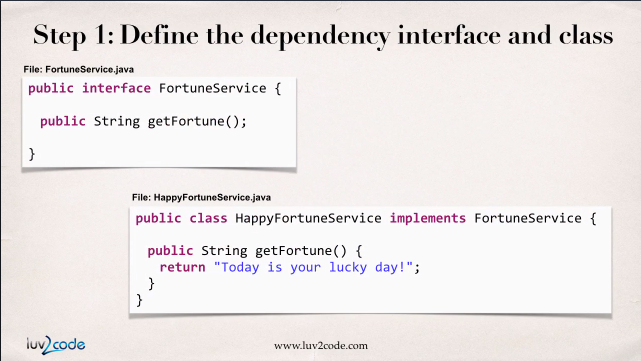 Step 1: Define the dependency interface and class
File: FortuneService.java
public interface FortuneService {
public String getFortune();
}
File: HappyFortuneService.java
public class HappyFortuneService implements FortuneService {
public String getFortune() {
return "Today is your lucky day!";
}
}
luv2code
www.luv2code.com